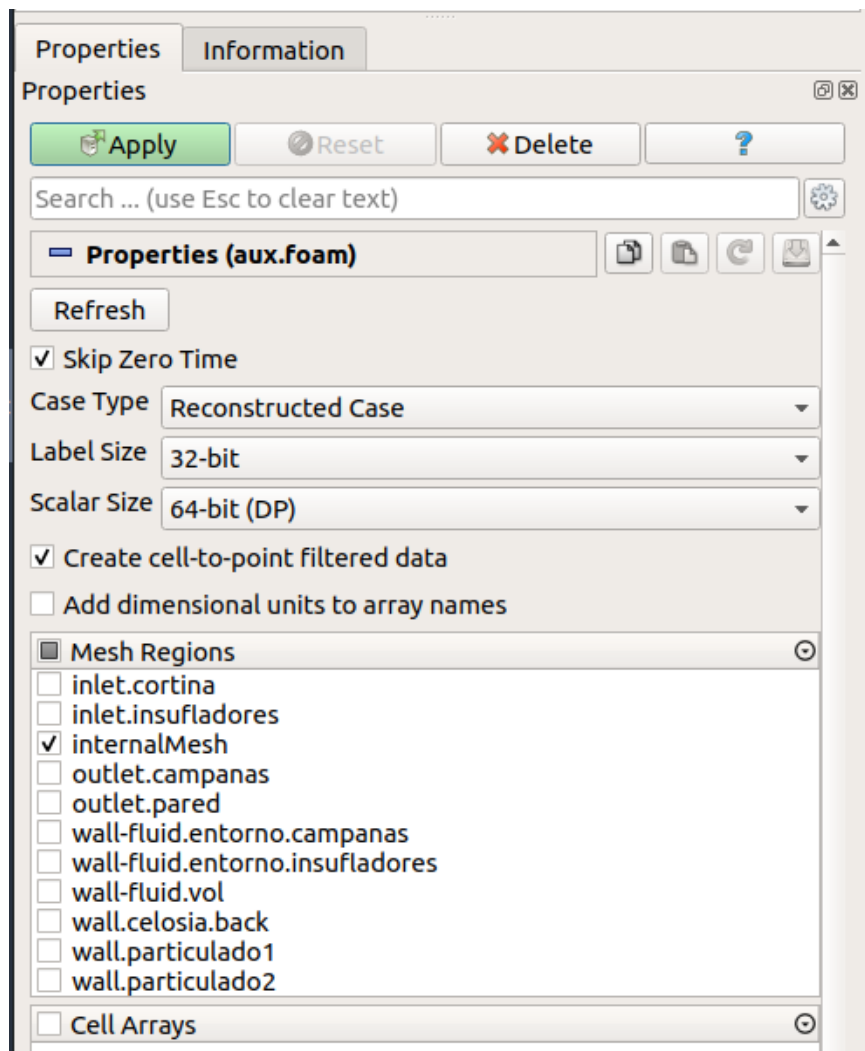 Properties Information
Properties
Apply Reset Delete ?
Search ... (use Esc to clear text)
Properties (aux.foam)
Refresh
Skip Zero Time
Case Type Reconstructed Case
Label Size 32-bit
Scalar Size 64-bit (DP)
Create cell-to-point filtered data
Add dimensional units to array names
Mesh Regions
inlet.cortina
inlet.insufladores
internalMesh
outlet.campanas
outlet.pared
wall-fluid.entorno.campanas
wall-fluid.entorno.insufladores
wall-fluid.vol
wall.celosia.back
wall.particulado1
wall.particulado2
Cell Arrays